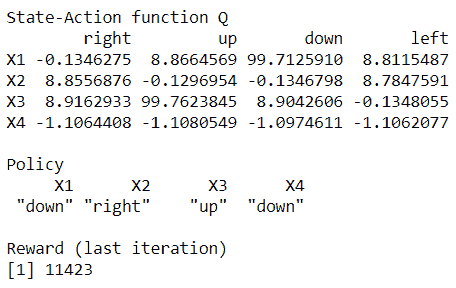 State-Action function Q
right up down left
X1 -0.1346275 8.8664569 99.7125910 8.8115487
X2 8.8556876 -0.1296954 -0.1346798 8.7847591
X3 8.9162933 99.7623845 8.9042606 -0.1348055
X4 -1.1064408 -1.1080549 -1.0974611 -1.1062077
Policy
X1 X2 X3 X4
"down" "right" "up" "down"
Reward (last iteration)
[1] 11423